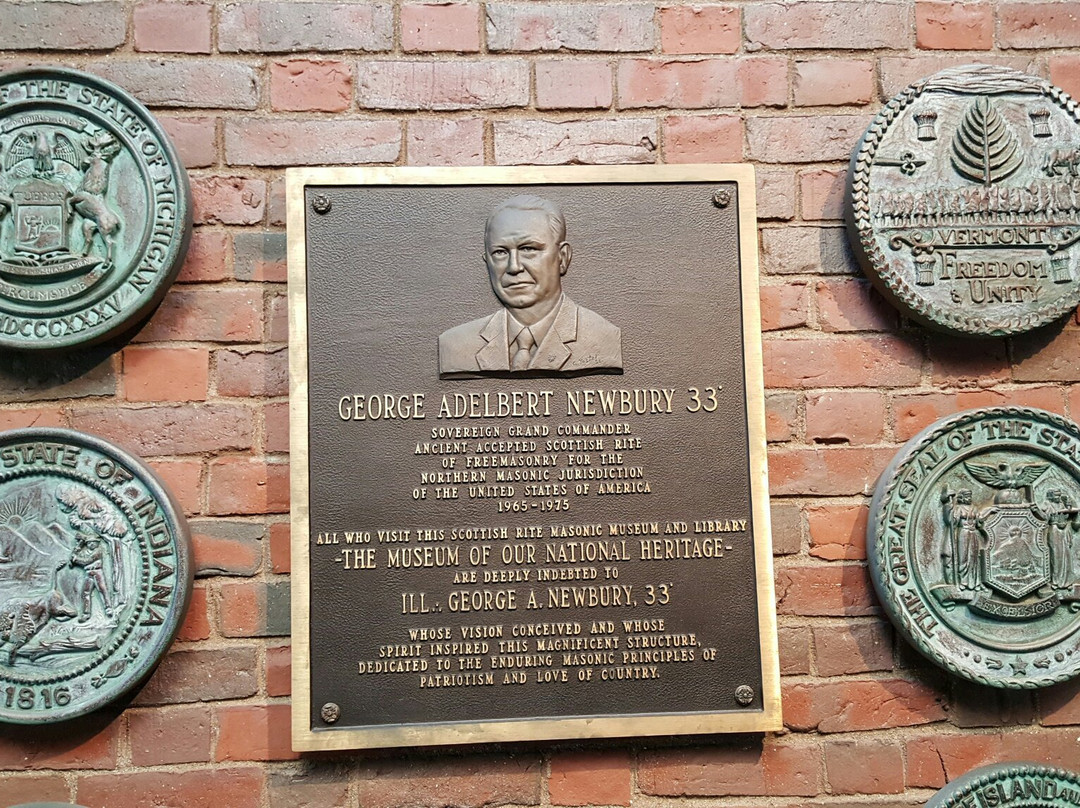 OF THE STATE OF MICHIGAN
TUEBOR
CIRCUMSPICE
MDCCCXXXV
STATE OF INDIANA
1816
GEORGE ADELBERT NEWBURY 33°
SOVEREIGN GRAND COMMANDER
ANCIENT ACCEPTED SCOTTISH RITE
OF FREEMASONRY FOR THE
NORTHERN MASONIC JURISDICTION
OF THE UNITED STATES OF AMERICA
1965-1975
ALL WHO VISIT THIS SCOTTISH RITE MASONIC MUSEUM AND LIBRARY
-THE MUSEUM OF OUR NATIONAL HERITAGE-
ARE DEEPLY INDEBTED TO
ILL∴ GEORGE A. NEWBURY, 33°
WHOSE VISION CONCEIVED AND WHOSE
SPIRIT INSPIRED THIS MAGNIFICENT STRUCTURE,
DEDICATED TO THE ENDURING MASONIC PRINCIPLES OF
PATRIOTISM AND LOVE OF COUNTRY.
VERMONT
FREEDOM
& UNITY
THE GREAT SEAL OF THE STA
EXCELSIOR
ISLAND AND